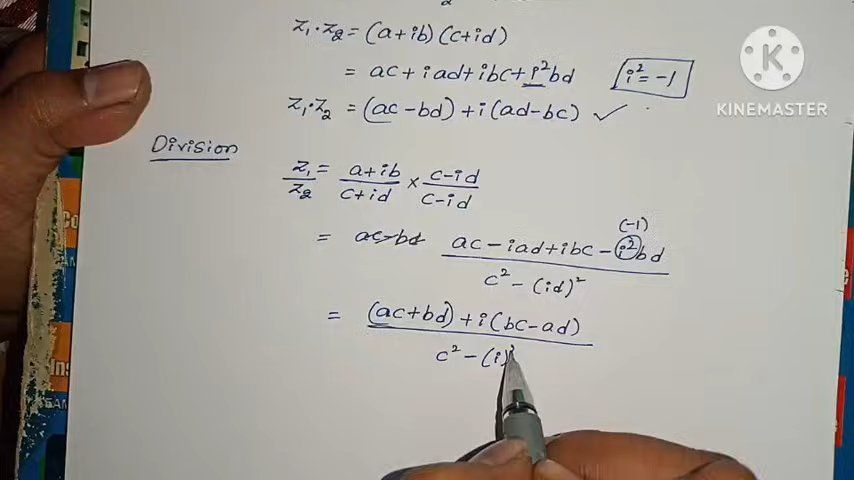 z₁·z₂ = (a+ib)(c+id)
= ac + iad + ibc + i²bd  i² = -1
z₁·z₂ = (ac-bd) + i(ad-bc) ✓
KINEMASTER
Division
z₁/z₂ = a+ib/c+id × c-id/c-id
(-1)
= ac-bd  ac - iad + ibc - i²bd / c² - (id)²
= (ac+bd) + i(bc-ad) / c² - (i)²